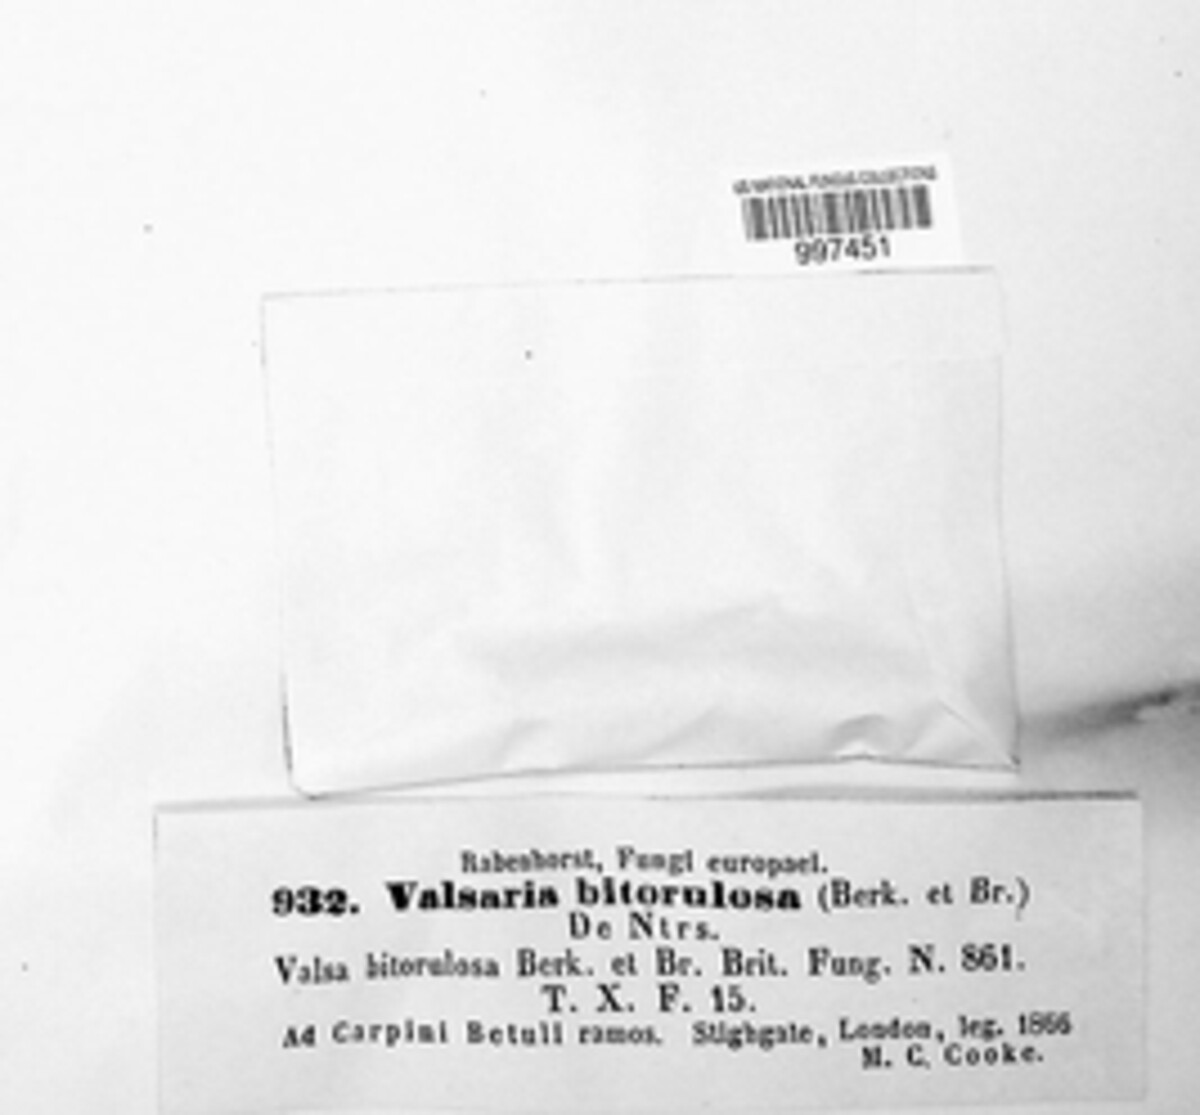 US NATIONAL FUNGUS COLLECTIONS
997451
Rabenhorst, Fungi europaei.
932. Valsaria bitorulosa (Berk. et Br.)
De Ntrs.
Valsa bitorulosa Berk. et Br. Brit. Fung. N. 861.
T. X. F. 15.
Ad Carpini Betuli ramos. Stighgate, London, leg. 1866
M. C. Cooke.